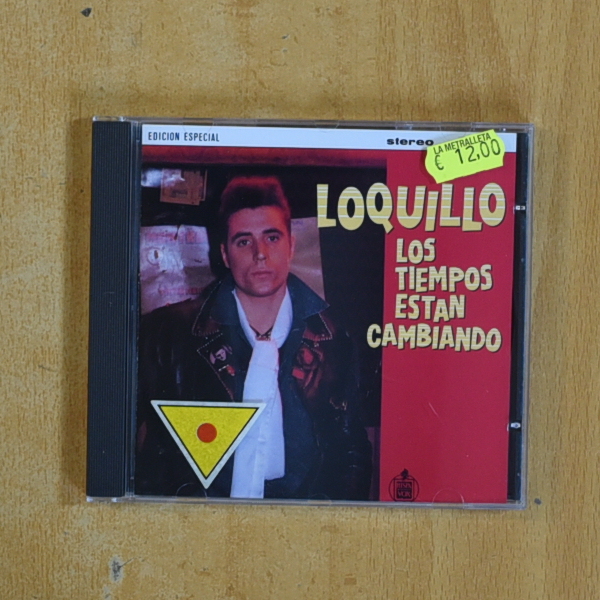 EDICION ESPECIAL
stereo
LA METRALLETA
€ 12,00
LOQUILLO
LOS
TIEMPOS
ESTAN
CAMBIANDO